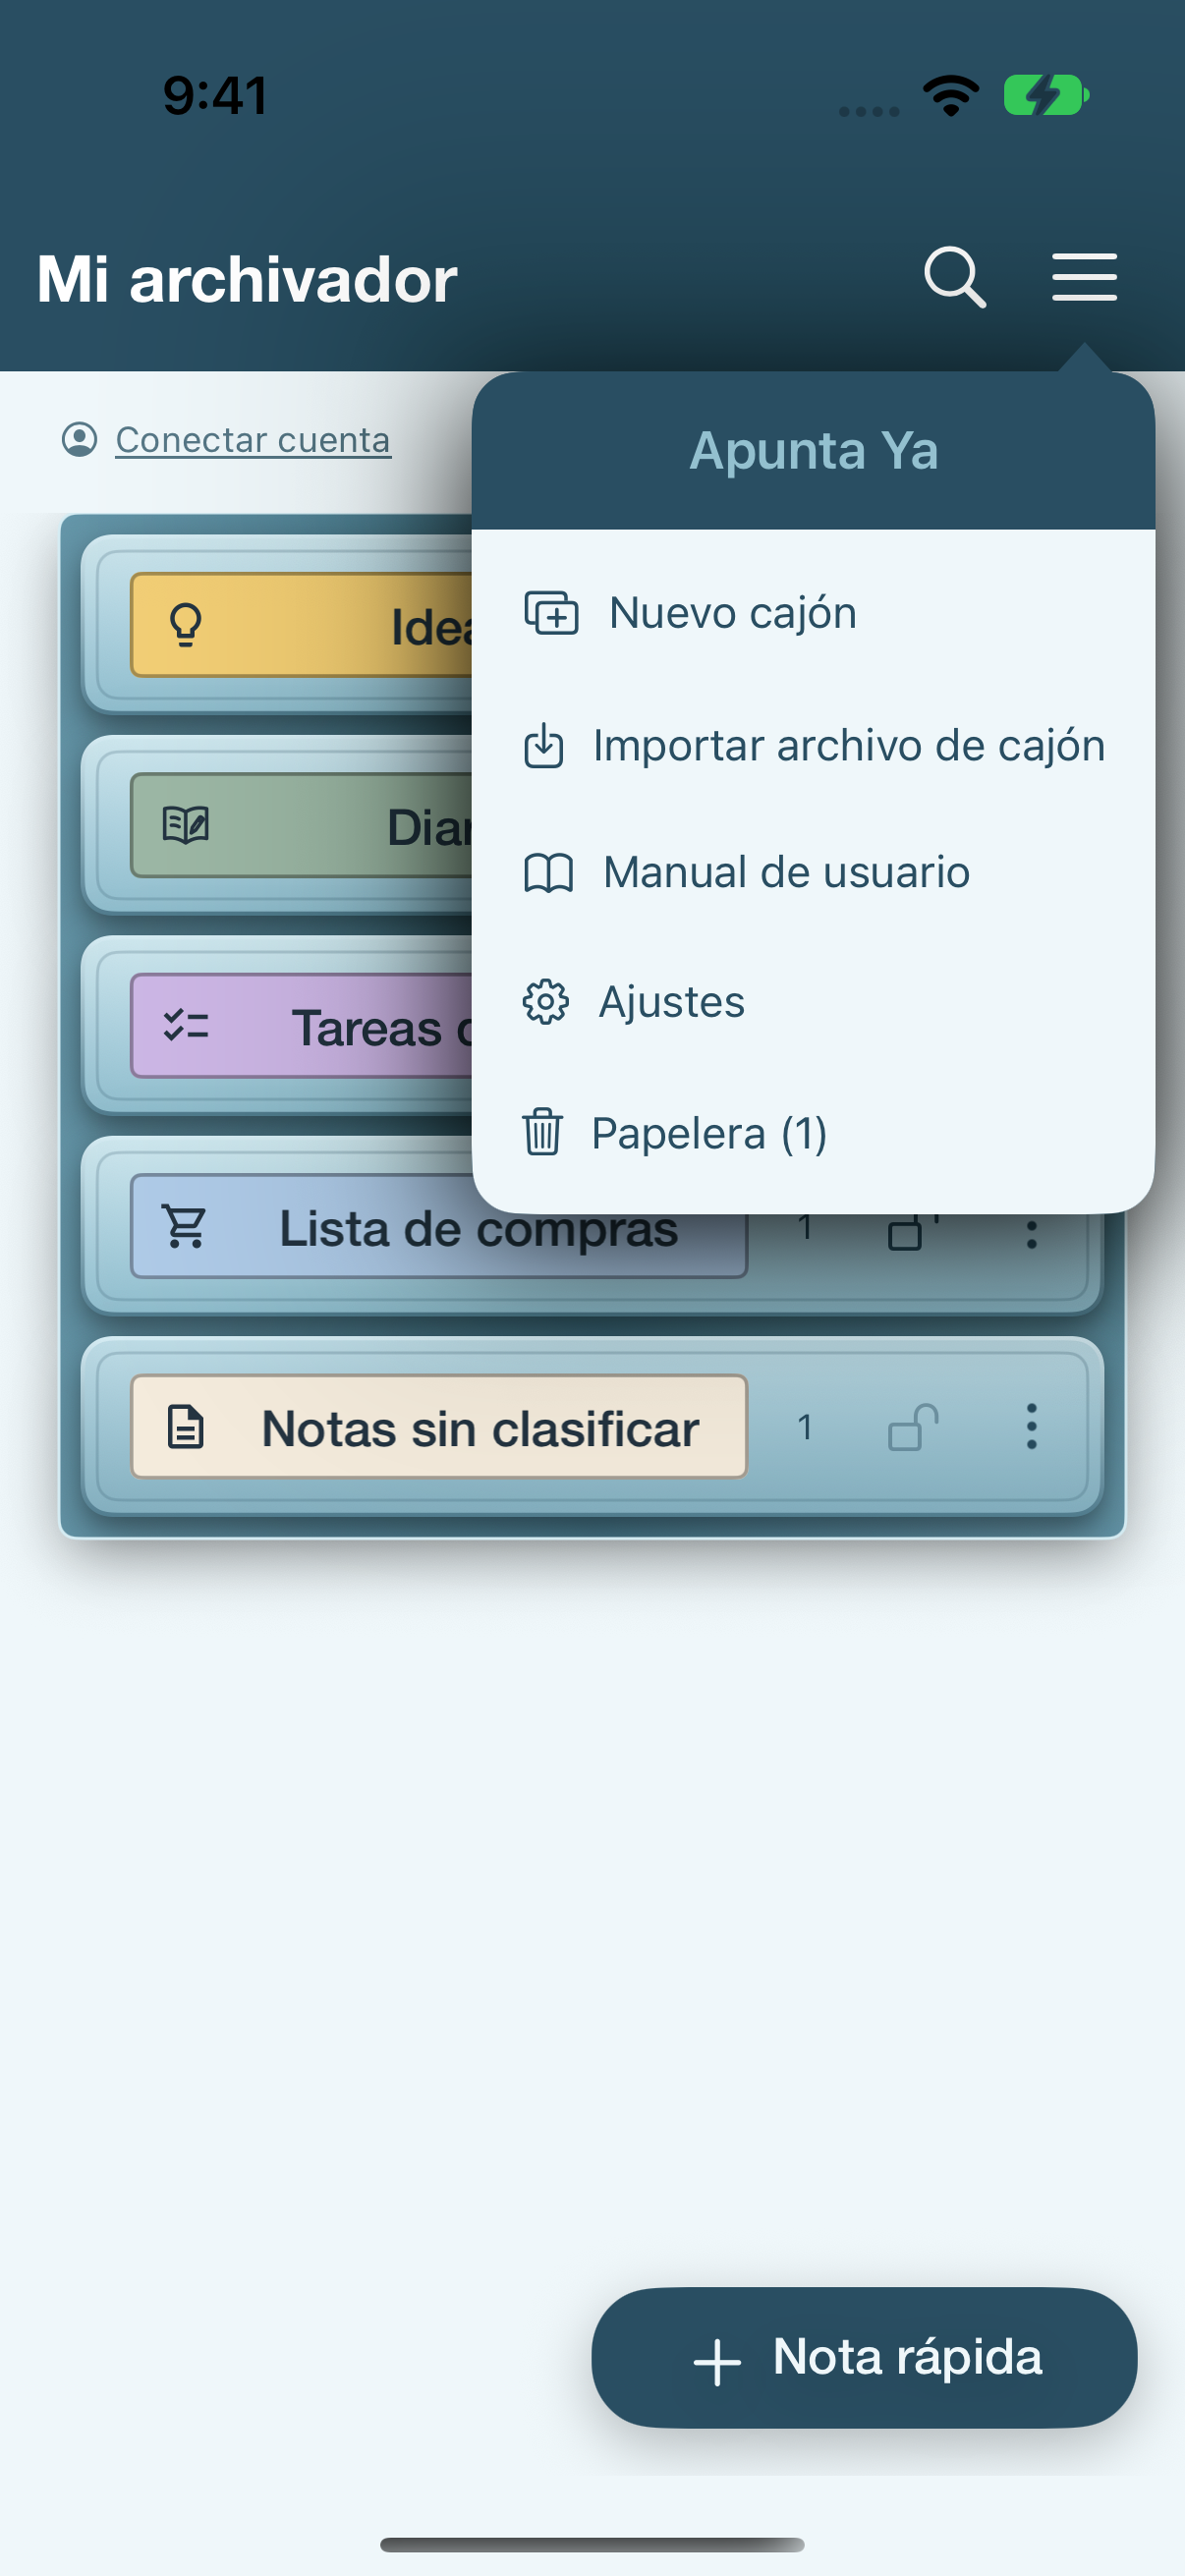 9:41
Mi archivador
Conectar cuenta
Apunta Ya
Nuevo cajón
Importar archivo de cajón
Manual de usuario
Ajustes
Papelera (1)
Tareas
Lista de compras 1
Notas sin clasificar 1
+ Nota rápida